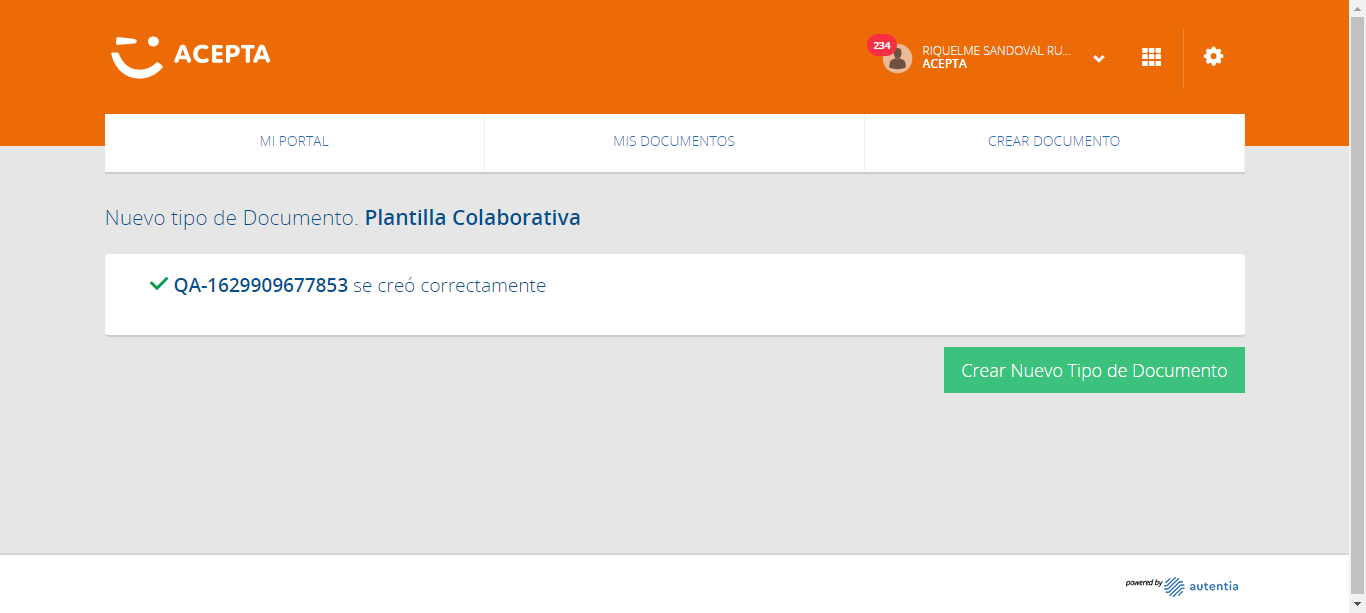 ACEPTA
234
RIQUELME SANDOVAL RU...
ACEPTA
MI PORTAL
MIS DOCUMENTOS
CREAR DOCUMENTO
Nuevo tipo de Documento. Plantilla Colaborativa
QA-1629909677853 se creó correctamente
Crear Nuevo Tipo de Documento
powered by autentia